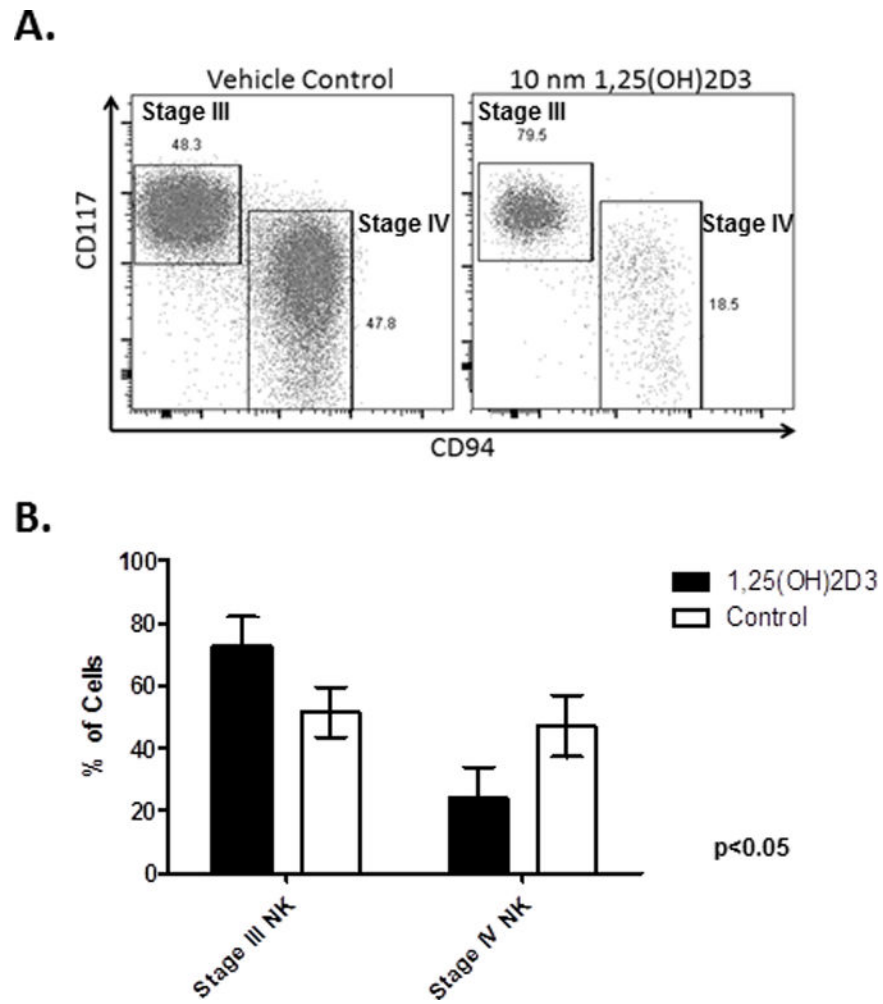 A.
Vehicle Control
10 nm 1,25(OH)2D3
Stage III
48.3
Stage IV
47.8
Stage III
79.5
Stage IV
18.5
CD117
CD94
B.
100
80
60
40
20
0
% of Cells
Stage III NK
Stage IV NK
1,25(OH)2D3
Control
p<0.05